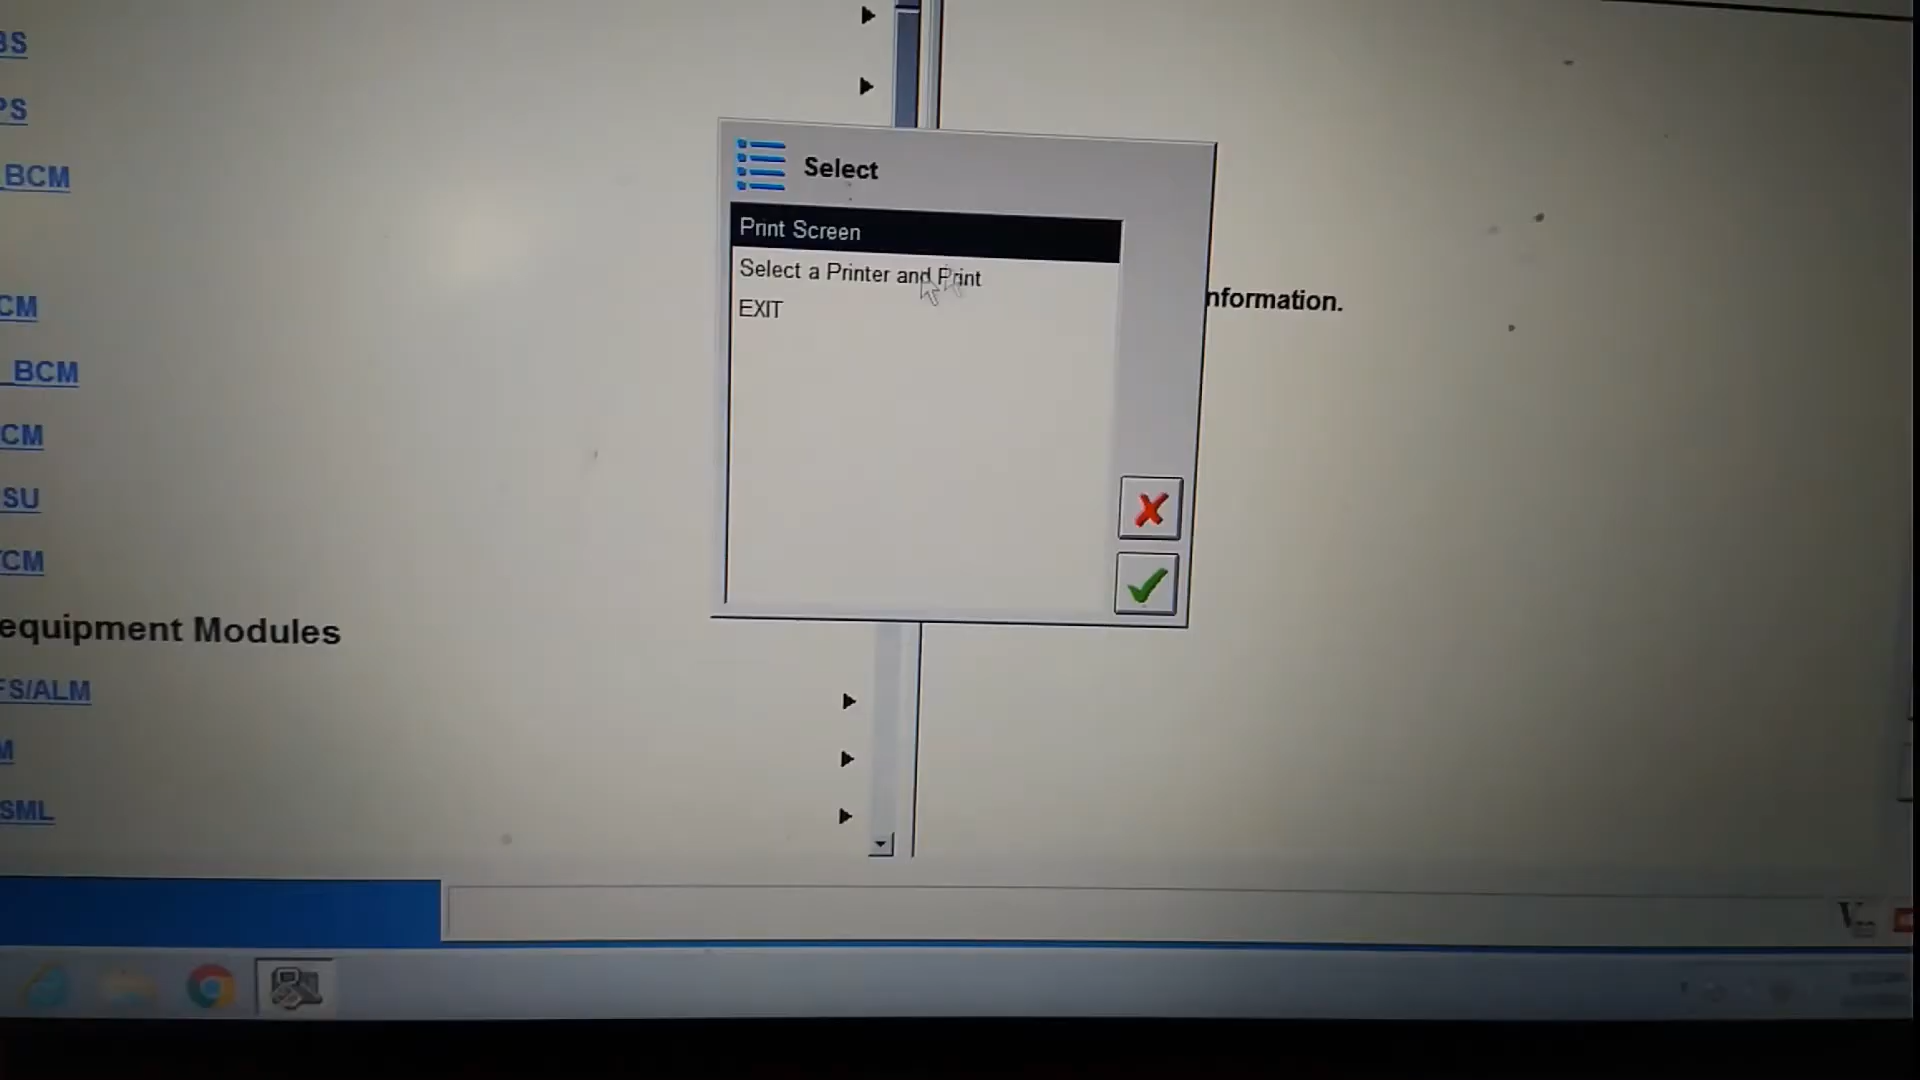 BS
PS
BCM
CM
_BCM
CM
SU
CM
equipment Modules
FS/ALM
M
SML
Select
Print Screen
Select a Printer and Print
EXIT
nformation.